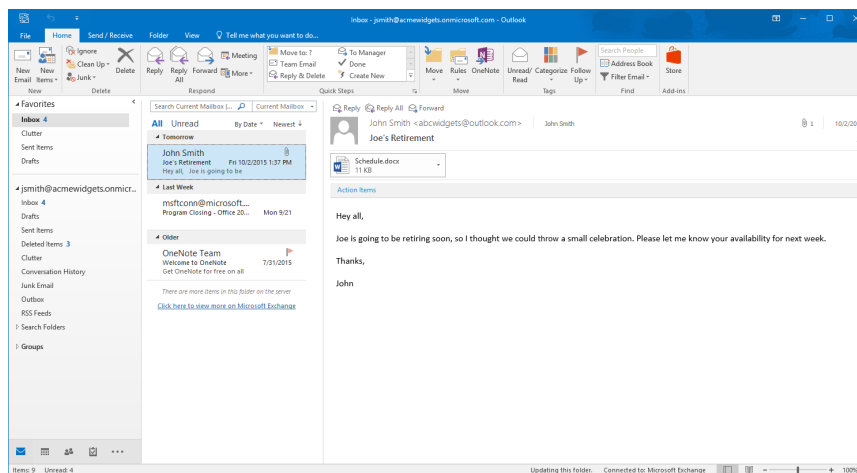 Inbox - jsmith@acmewidgets.onmicrosoft.com - Outlook
File Home Send / Receive Folder View Tell me what you want to do...
New Email
New Items
Ignore
Clean Up
Junk
Delete
Reply
Reply All
Forward
Meeting
More
Move to: ?
Team Email
Reply & Delete
To Manager
Done
Create New
Move
Rules
OneNote
Unread/ Read
Categorize
Follow Up
Search People
Address Book
Filter Email
Store
New Delete Respond Quick Steps Move Tags Find Add-ins
Favorites
Inbox 4
Clutter
Sent Items
Drafts
jsmith@acmewidgets.onmicr...
Inbox 4
Drafts
Sent Items
Deleted Items 3
Clutter
Conversation History
Junk Email
Outbox
RSS Feeds
Search Folders
Groups
Items: 9 Unread: 4
Search Current Mailbox (... Current Mailbox
All Unread By Date Newest
Tomorrow
John Smith
Joe's Retirement Fri 10/2/2015 1:37 PM
Hey all, Joe is going to be
Last Week
msftconn@microsoft....
Program Closing - Office 20... Mon 9/21
Older
OneNote Team
Welcome to OneNote 7/31/2015
Get OneNote for free on all
There are more items in this folder on the server
Click here to view more on Microsoft Exchange
Reply Reply All Forward
John Smith <abcwidgets@outlook.com> John Smith 1 10/2/20
Joe's Retirement
Schedule.docx
11 KB
Action Items
Hey all,
Joe is going to be retiring soon, so I thought we could throw a small celebration. Please let me know your availability for next week.
Thanks,
John
Updating this folder. Connected to: Microsoft Exchange 100%